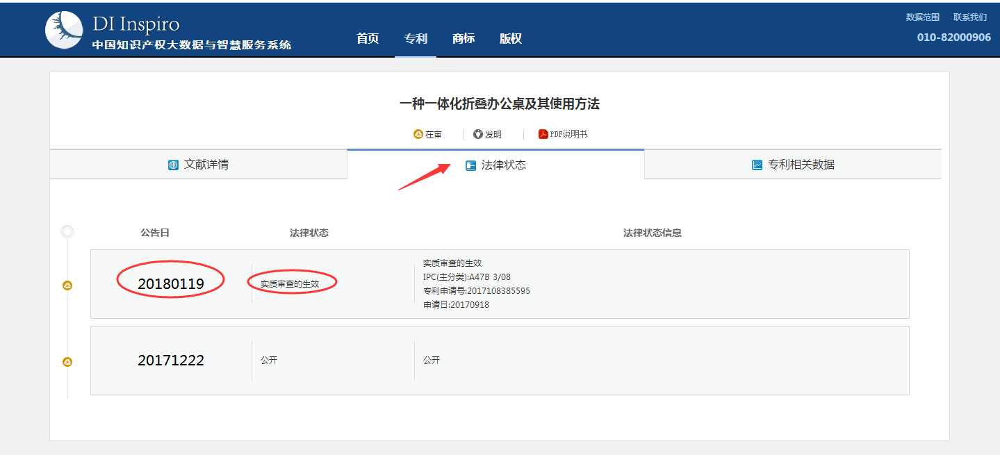 DI Inspiro
中国知识产权大数据与智慧服务系统
首页 专利 商标 版权
数据范围 联系我们
010-82000906
一种一体化折叠办公桌及其使用方法
在审 发明 PDF说明书
文献详情 法律状态 专利相关数据
公告日 法律状态 法律状态信息
20180119 实质审查的生效
实质审查的生效
IPC(主分类):A47B 3/08
专利申请号:2017108385595
申请日:20170918
20171222 公开 公开